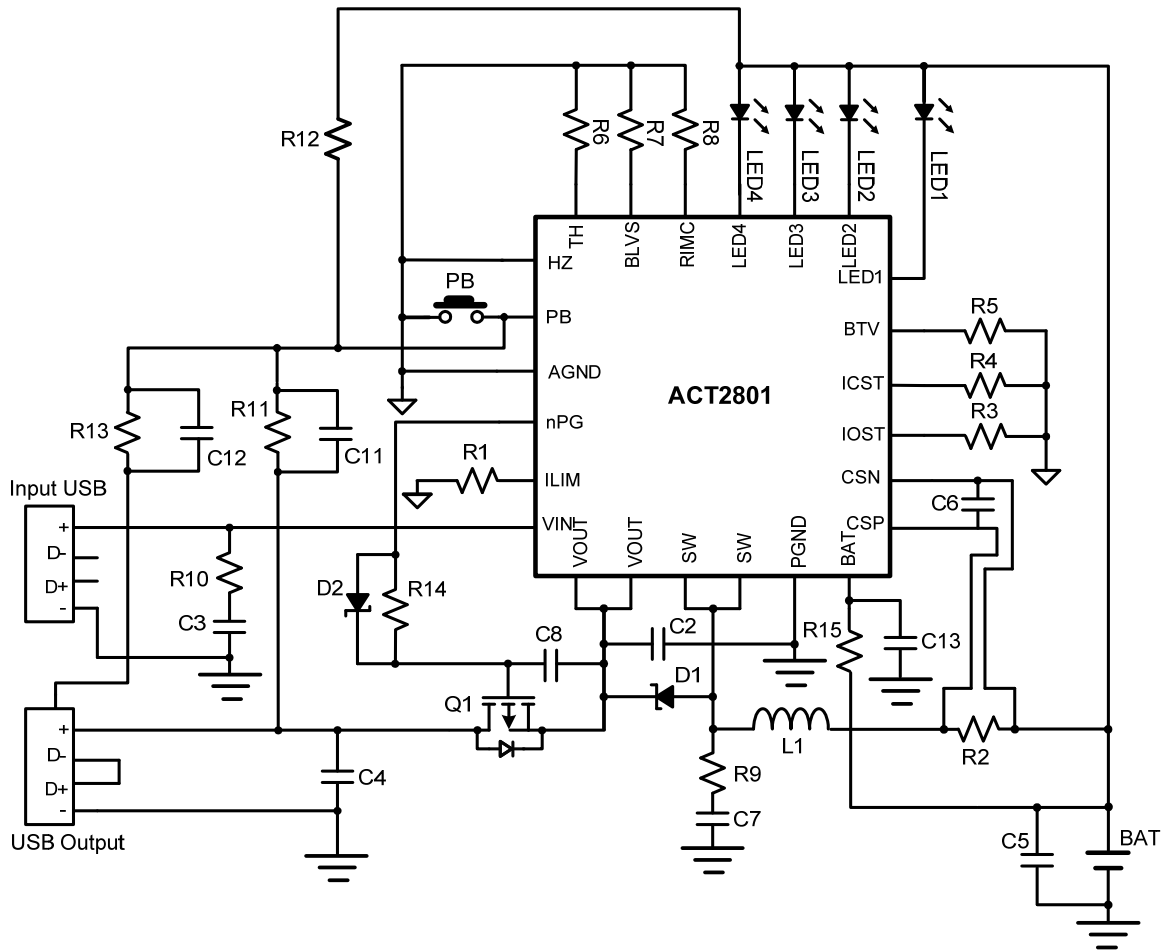 R12
R6
R7
R8
LED4
LED3
LED2
LED1
TH
BLVS
RIMC
LED4
LED3
LED2
LED1
HZ
PB
PB
AGND
nPG
ILIM
VIN
ACT2801
BTV
ICST
IOST
CSN
CSP
R5
R4
R3
C6
R13
C12
R11
C11
R1
Input USB
+
D-
D+
-
R10
C3
D2
R14
VOUT
VOUT
SW
SW
PGND
BAT
C8
C2
R15
C13
D1
Q1
L1
R2
USB Output
+
D-
D+
-
C4
R9
C7
C5
BAT